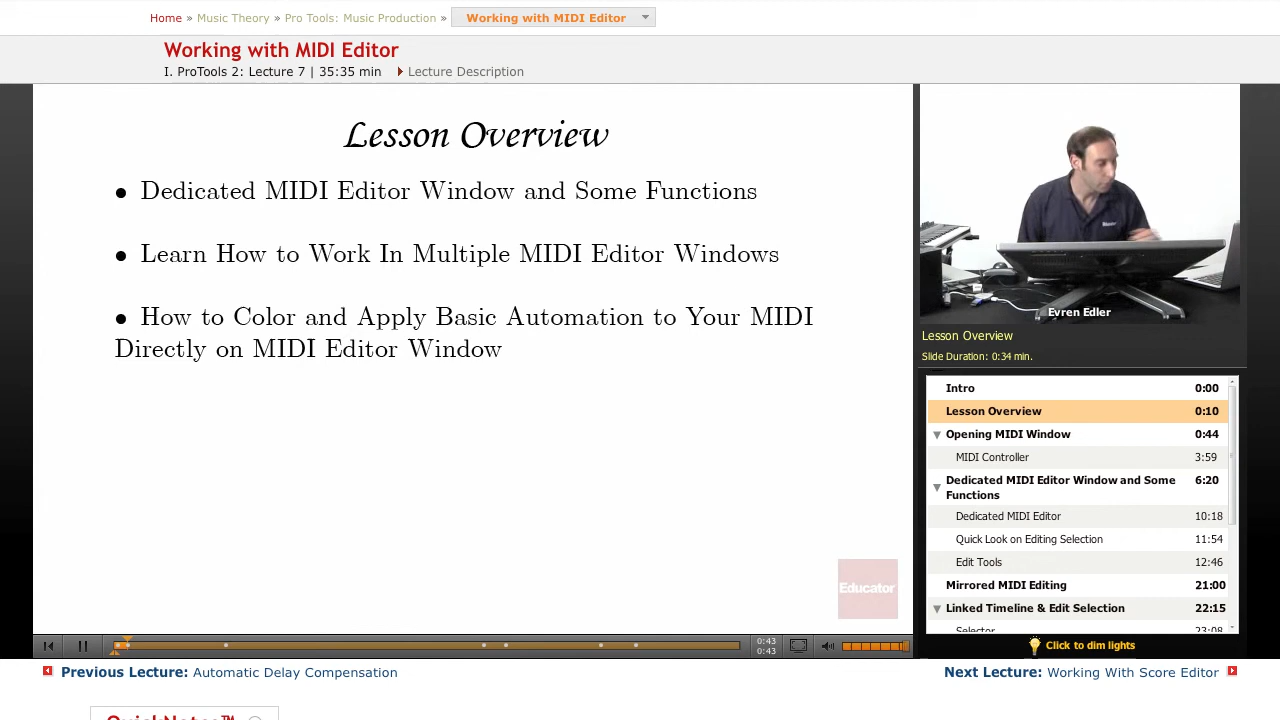 Home » Music Theory » Pro Tools: Music Production » Working with MIDI Editor
Working with MIDI Editor
I. ProTools 2: Lecture 7 | 35:35 min Lecture Description
Lesson Overview
• Dedicated MIDI Editor Window and Some Functions
• Learn How to Work In Multiple MIDI Editor Windows
• How to Color and Apply Basic Automation to Your MIDI
Directly on MIDI Editor Window
Educator
Evren Edler
Lesson Overview
Slide Duration: 0:34 min.
Intro 0:00
Lesson Overview 0:10
Opening MIDI Window 0:44
MIDI Controller 3:59
Dedicated MIDI Editor Window and Some 6:20
Functions
Dedicated MIDI Editor 10:18
Quick Look on Editing Selection 11:54
Edit Tools 12:46
Mirrored MIDI Editing 21:00
Linked Timeline & Edit Selection 22:15
Selector 23:08
0:43
0:43
Click to dim lights
Previous Lecture: Automatic Delay Compensation
Next Lecture: Working With Score Editor
QuickNotes™